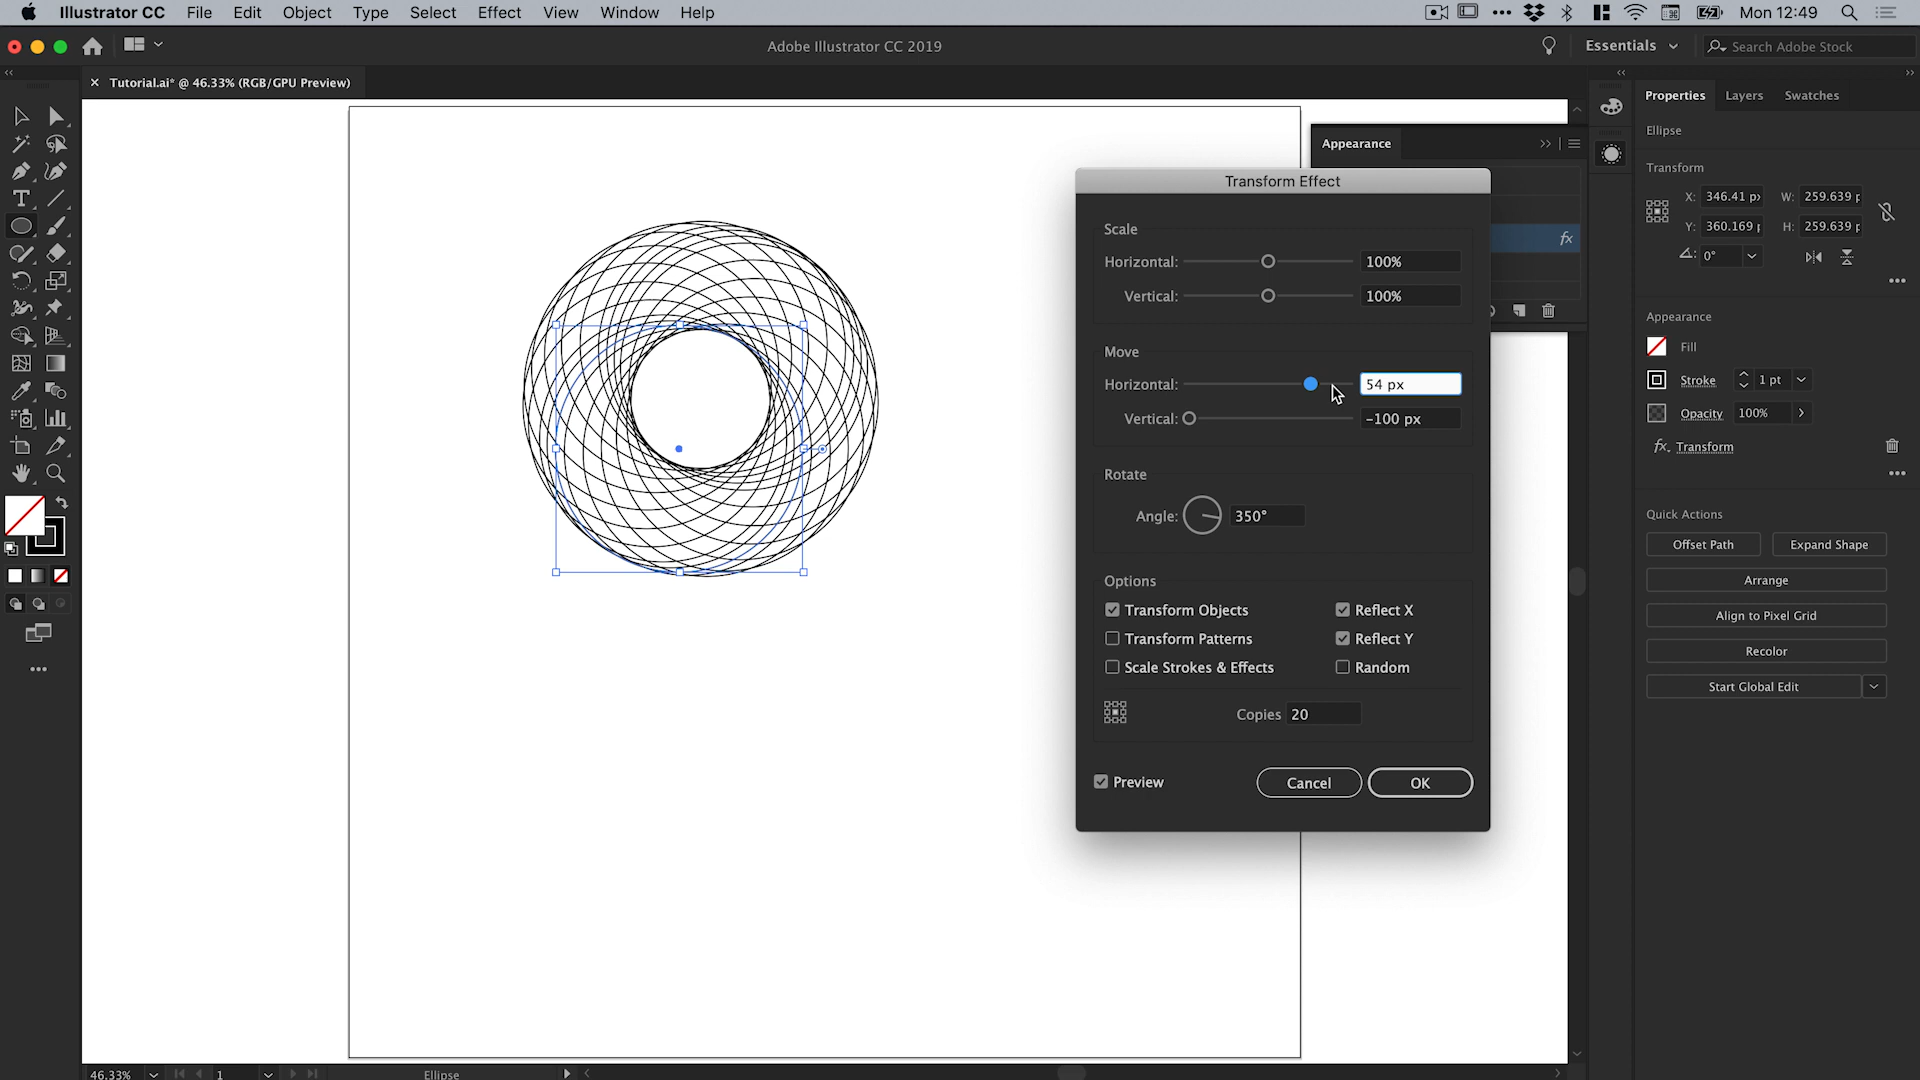 Illustrator CC File Edit Object Type Select Effect View Window Help Mon 12:49
Adobe Illustrator CC 2019 Essentials Search Adobe Stock
Tutorial.ai* @ 46.33% (RGB/GPU Preview)
Properties Layers Swatches
Ellipse
Transform
X: 346.41 px W: 259.639 p
Y: 360.169 p H: 259.639 p
0°
Appearance
Fill
Stroke 1 pt
Opacity 100%
fx. Transform
Quick Actions
Offset Path Expand Shape
Arrange
Align to Pixel Grid
Recolor
Start Global Edit
Appearance
fx
Transform Effect
Scale
Horizontal: 100%
Vertical: 100%
Move
Horizontal: 54 px
Vertical: -100 px
Rotate
Angle: 350°
Options
Transform Objects Reflect X
Transform Patterns Reflect Y
Scale Strokes & Effects Random
Copies 20
Preview Cancel OK
46.33% 1 Ellipse